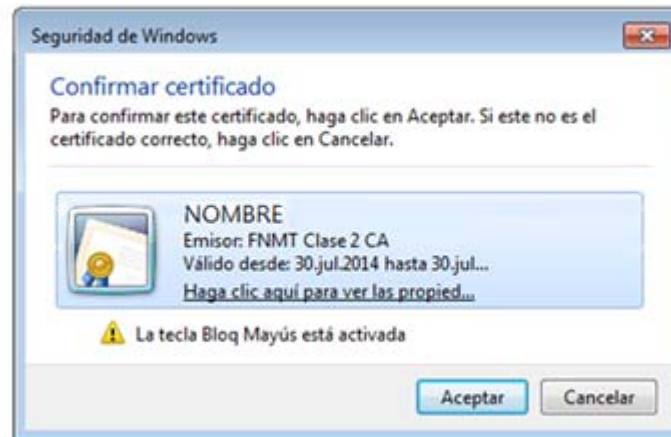 Seguridad de Windows
Confirmar certificado
Para confirmar este certificado, haga clic en Aceptar. Si este no es el
certificado correcto, haga clic en Cancelar.
NOMBRE
Emisor: FNMT Clase 2 CA
Válido desde: 30.jul.2014 hasta 30.jul...
Haga clic aquí para ver las propied...
La tecla Bloq Mayús está activada
Aceptar Cancelar